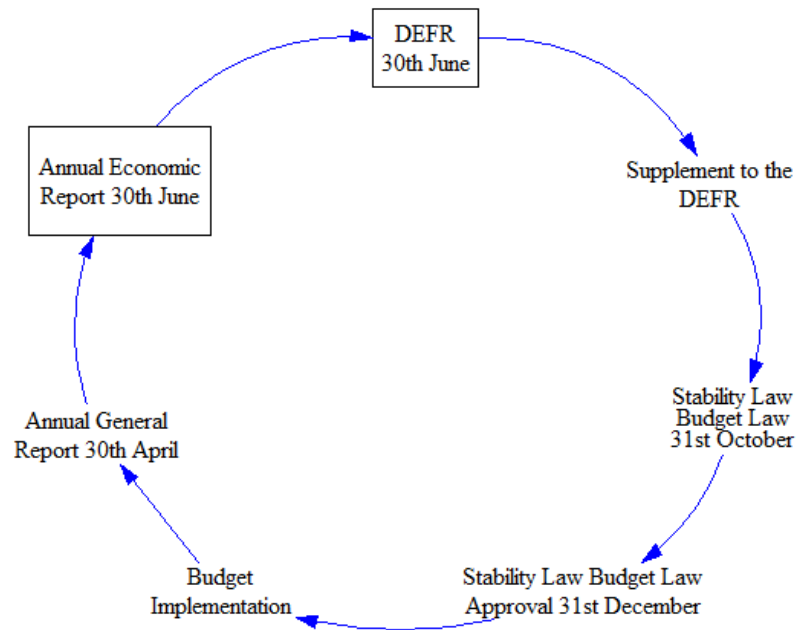 DEFR
30th June
Supplement to the
DEFR
Stability Law
Budget Law
31st October
Stability Law Budget Law
Approval 31st December
Budget
Implementation
Annual General
Report 30th April
Annual Economic
Report 30th June